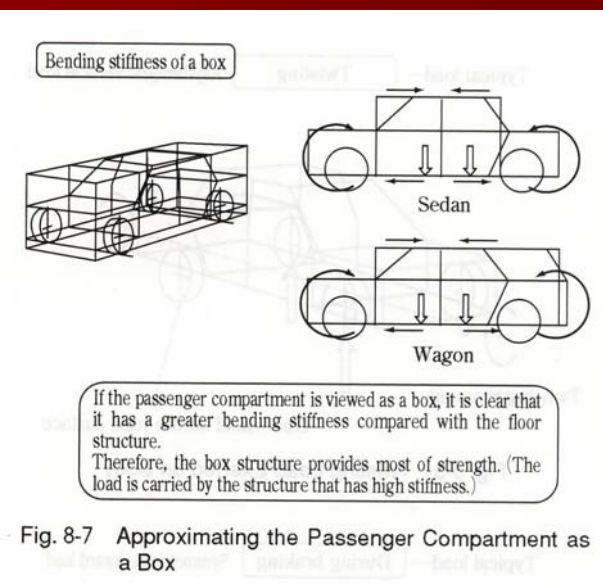 Bending stiffness of a box
Sedan
Wagon
If the passenger compartment is viewed as a box, it is clear that
it has a greater bending stiffness compared with the floor
structure.
Therefore, the box structure provides most of strength. (The
load is carried by the structure that has high stiffness.)
Fig. 8-7 Approximating the Passenger Compartment as
a Box